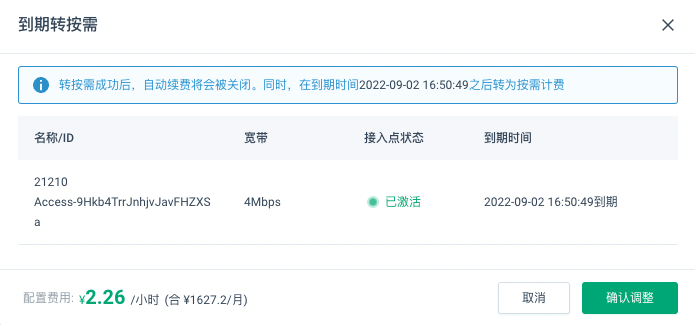 到期转按需
转按需成功后，自动续费将会被关闭。同时，在到期时间2022-09-02 16:50:49之后转为按需计费
名称/ID 宽带 接入点状态 到期时间
21210
Access-9Hkb4TrrJnhjvJavFHZXS
a
4Mbps 已激活 2022-09-02 16:50:49到期
配置费用: ¥2.26 /小时 (合 ¥1627.2/月) 取消 确认调整